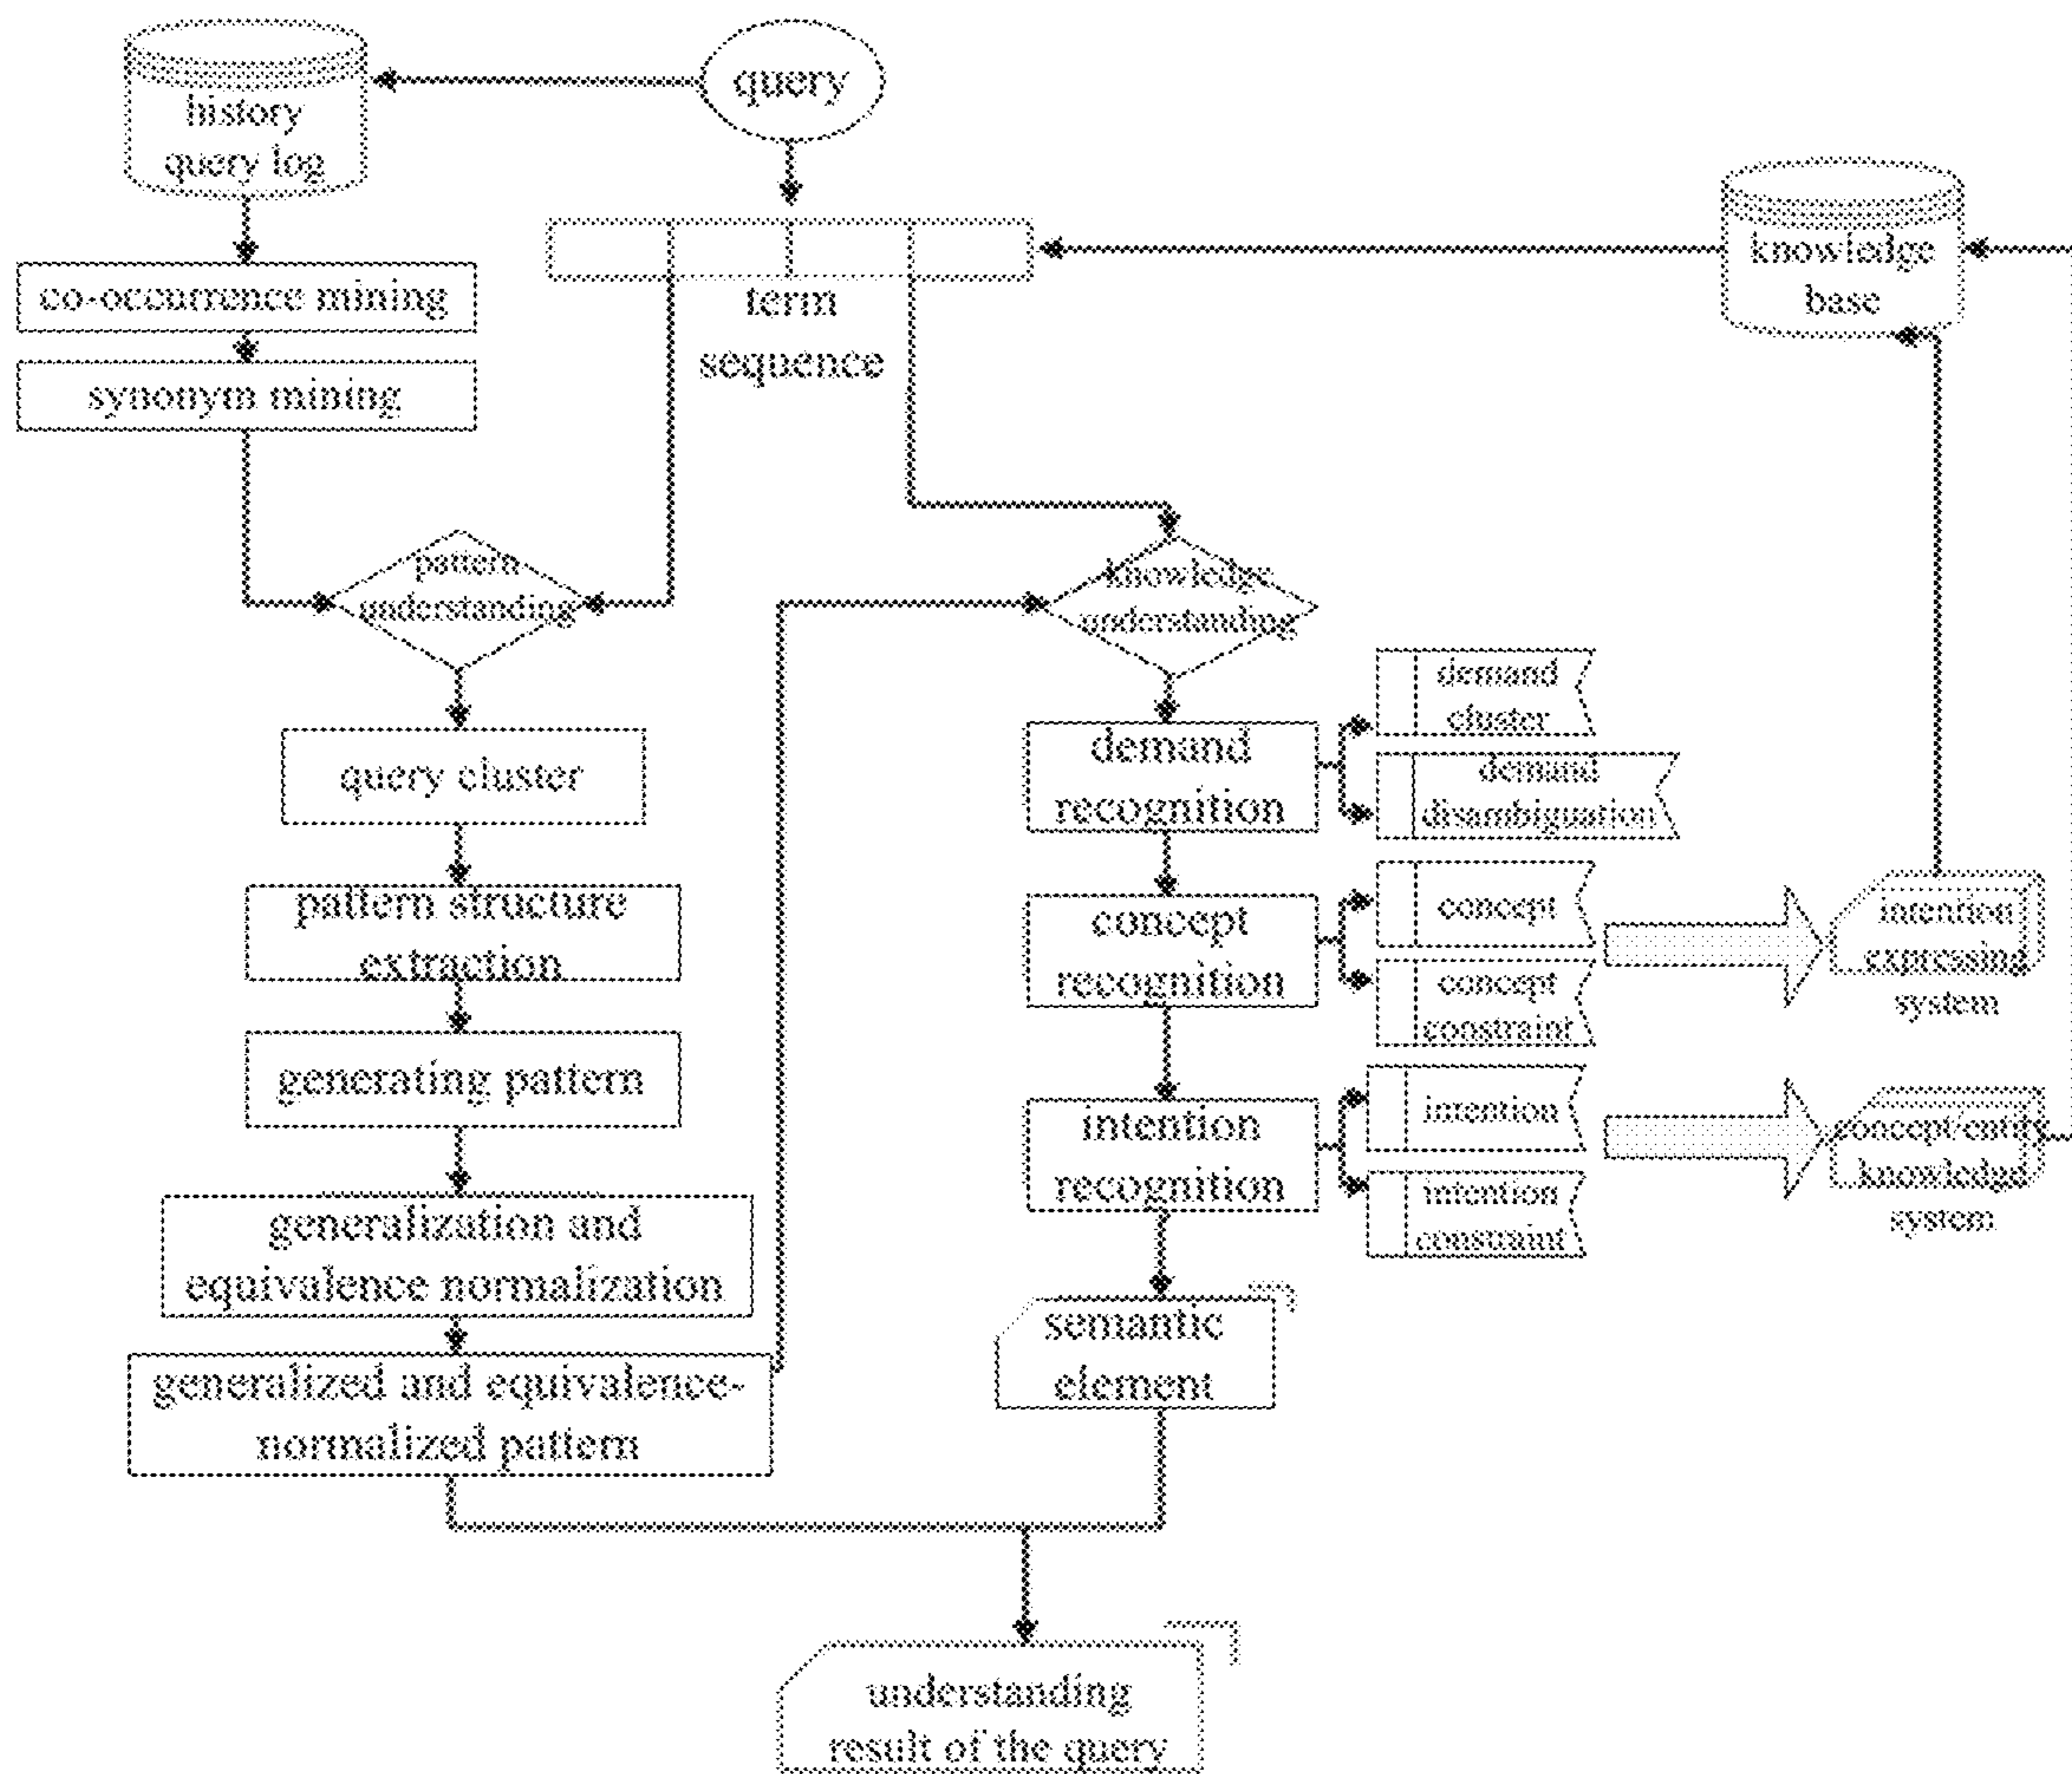 query
history
query log
knowledge
base
co-occurrence mining
term
sequence
synonym mining
pattern
understanding
knowledge
understanding
query cluster
demand
recognition
demand
cluster
demand
disambiguation
pattern structure
extraction
concept
recognition
concept
concept
constraint
intention
expressing
system
generating pattern
intention
recognition
intention
intention
constraint
concept/entity
knowledge
system
generalization and
equivalence normalization
generalized and equivalence-
normalized pattern
semantic
element
understanding
result of the query